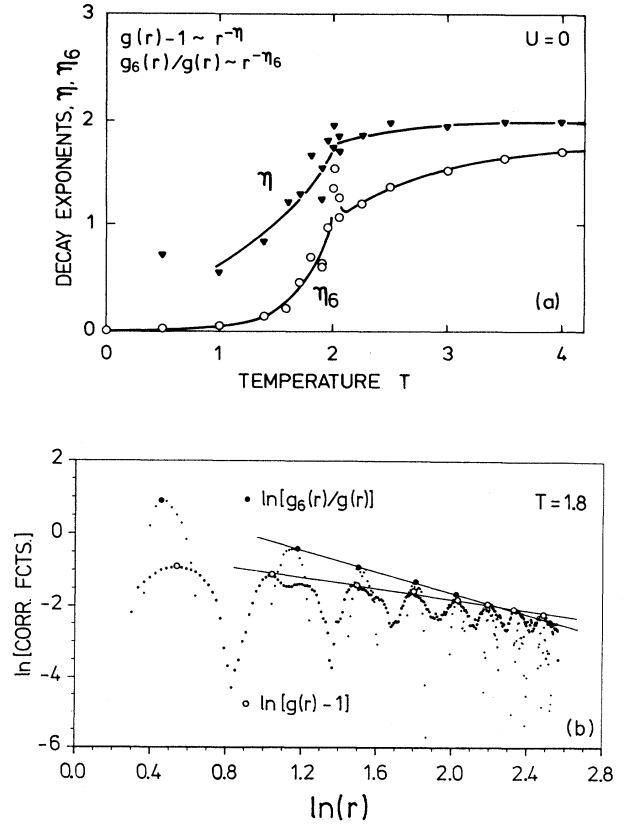 3
g(r)-1 ~ r^-η
U = 0
g₆(r)/g(r) ~ r^-η₆
2
η
1
η₆
(a)
0
0 1 2 3 4
TEMPERATURE T
DECAY EXPONENTS, η, η₆
2
• ln[g₆(r)/g(r)]
T = 1.8
0
-2
-4
○ ln[g(r) - 1]
(b)
-6
0.0 0.4 0.8 1.2 1.6 2.0 2.4 2.8
ln(r)
ln[CORR. FCTS.]